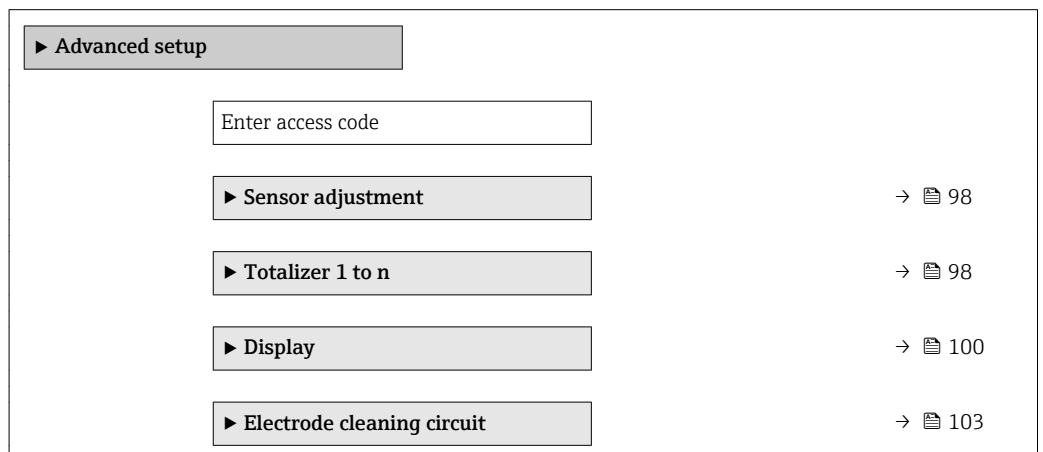 ▶ Advanced setup
Enter access code
▶ Sensor adjustment → 98
▶ Totalizer 1 to n → 98
▶ Display → 100
▶ Electrode cleaning circuit → 103